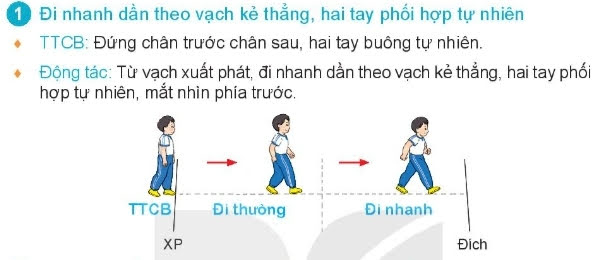 1 Đi nhanh dần theo vạch kẻ thẳng, hai tay phối hợp tự nhiên
TTCB: Đứng chân trước chân sau, hai tay buông tự nhiên.
Động tác: Từ vạch xuất phát, đi nhanh dần theo vạch kẻ thẳng, hai tay phối
hợp tự nhiên, mắt nhìn phía trước.
TTCB Đi thường Đi nhanh
XP Đích